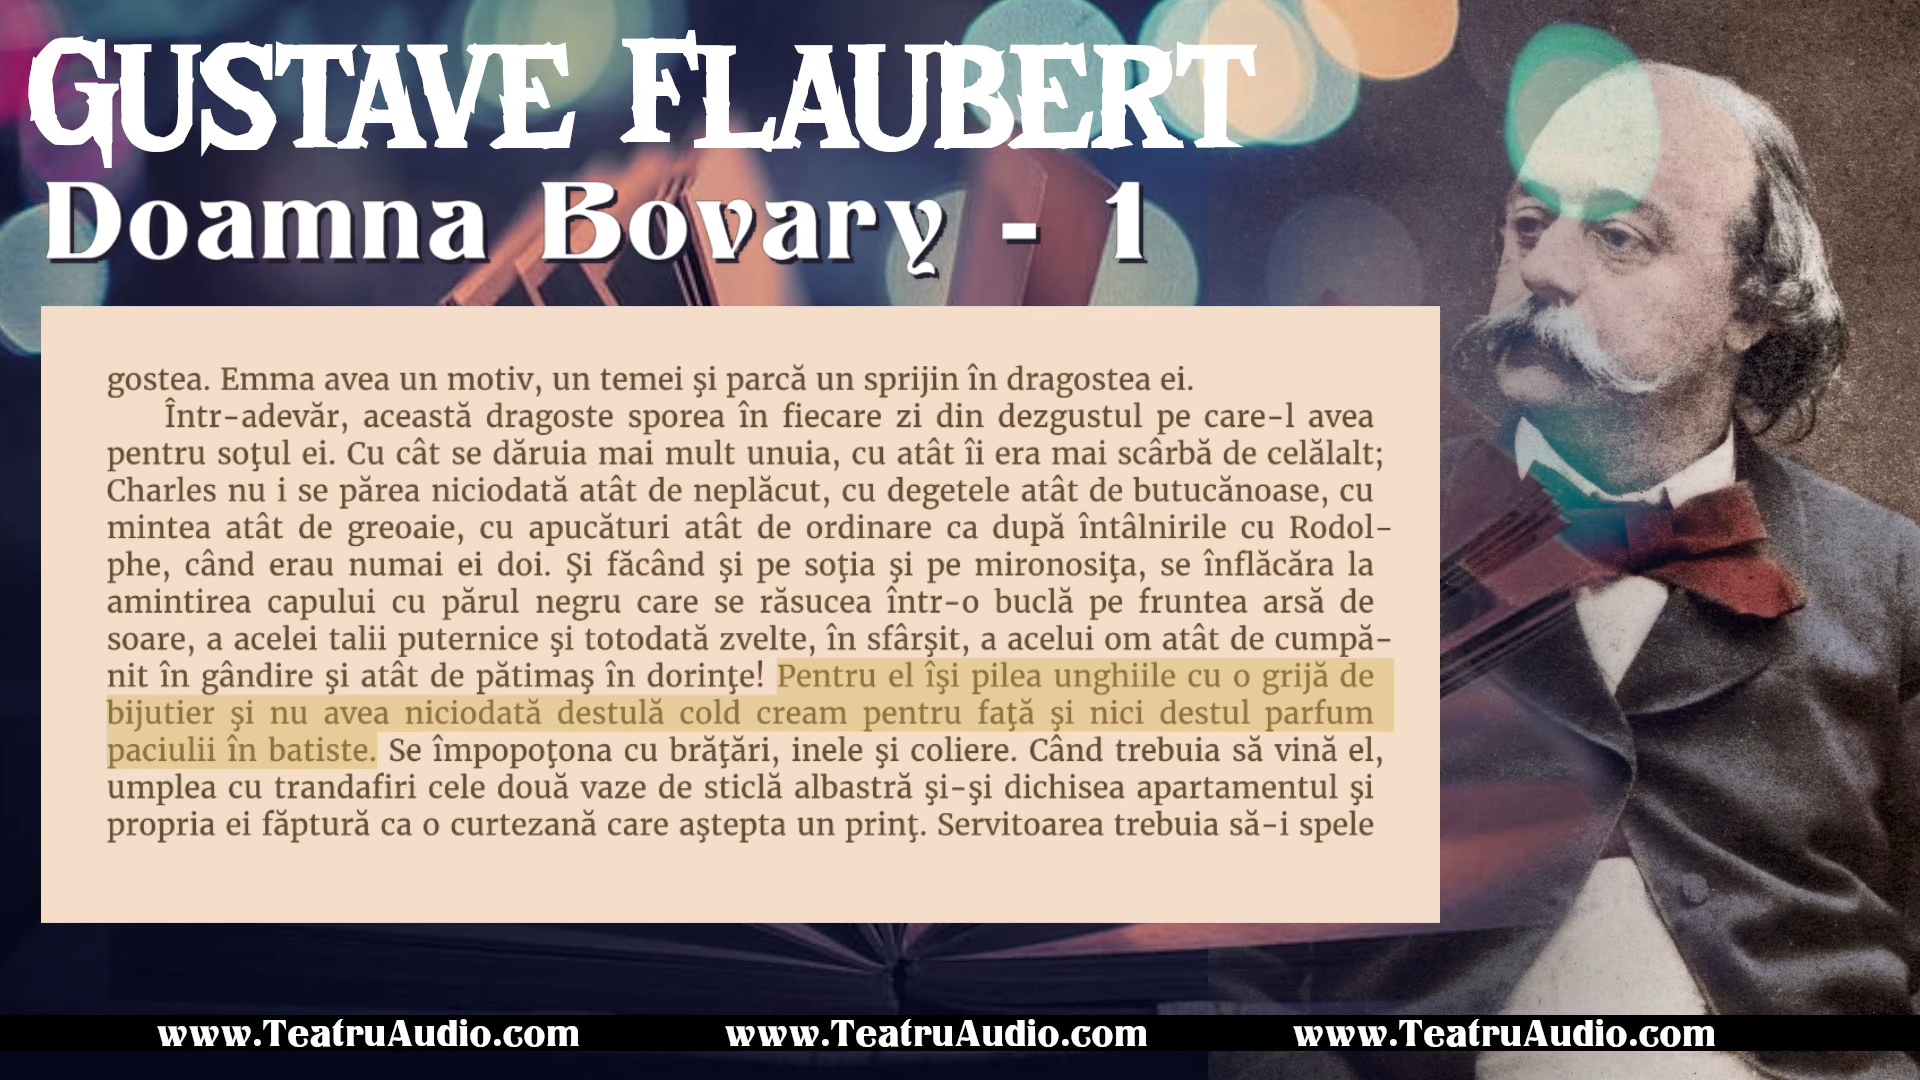 GUSTAVE FLAUBERT
Doamna Bovary - 1
gostea. Emma avea un motiv, un temei şi parcă un sprijin în dragostea ei.
Într-adevăr, această dragoste sporea în fiecare zi din dezgustul pe care-l avea
pentru soţul ei. Cu cât se dăruia mai mult unuia, cu atât îi era mai scârbă de celălalt;
Charles nu i se părea niciodată atât de neplăcut, cu degetele atât de butucănoase, cu
mintea atât de greoaie, cu apucături atât de ordinare ca după întâlnirile cu Rodol-
phe, când erau numai ei doi. Şi făcând şi pe soţia şi pe mironosiţa, se înflăcăra la
amintirea capului cu părul negru care se răsucea într-o buclă pe fruntea arsă de
soare, a acelei talii puternice şi totodată zvelte, în sfârşit, a acelui om atât de cumpă-
nit în gândire şi atât de pătimaş în dorinţe! Pentru el îşi pilea unghiile cu o grijă de
bijutier şi nu avea niciodată destulă cold cream pentru faţă şi nici destul parfum
paciulii în batiste. Se împopoţona cu brăţări, inele şi coliere. Când trebuia să vină el,
umplea cu trandafiri cele două vaze de sticlă albastră şi-şi dichisea apartamentul şi
propria ei făptură ca o curtezană care aştepta un prinţ. Servitoarea trebuia să-i spele
www.TeatruAudio.com www.TeatruAudio.com www.TeatruAudio.com